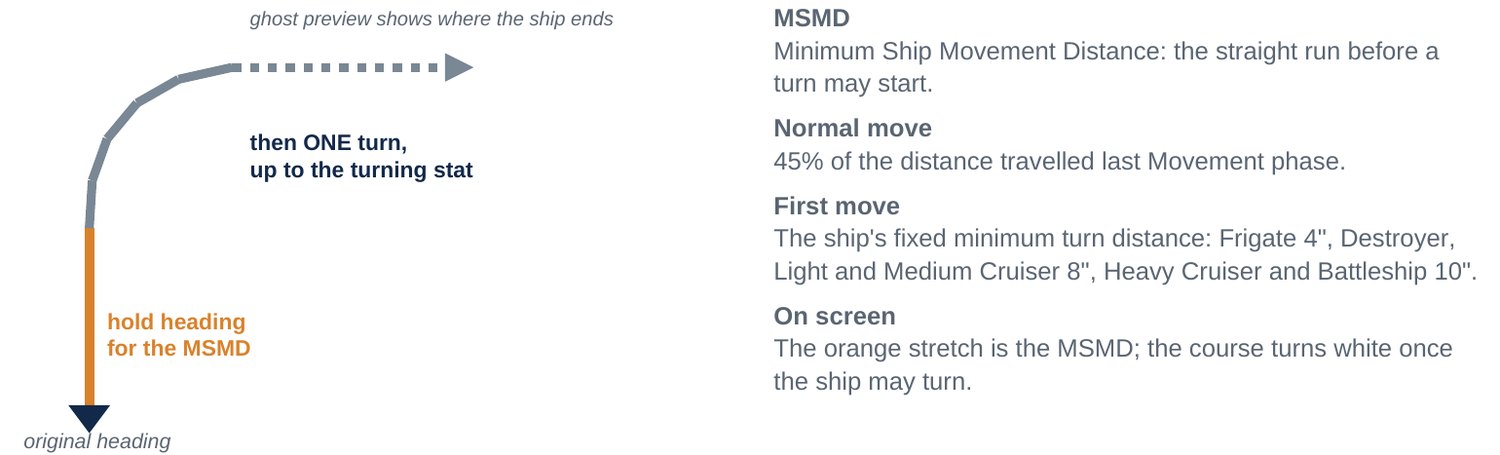 ghost preview shows where the ship ends
then ONE turn,
up to the turning stat
hold heading
for the MSMD
original heading
MSMD
Minimum Ship Movement Distance: the straight run before a
turn may start.
Normal move
45% of the distance travelled last Movement phase.
First move
The ship's fixed minimum turn distance: Frigate 4", Destroyer,
Light and Medium Cruiser 8", Heavy Cruiser and Battleship 10".
On screen
The orange stretch is the MSMD; the course turns white once
the ship may turn.